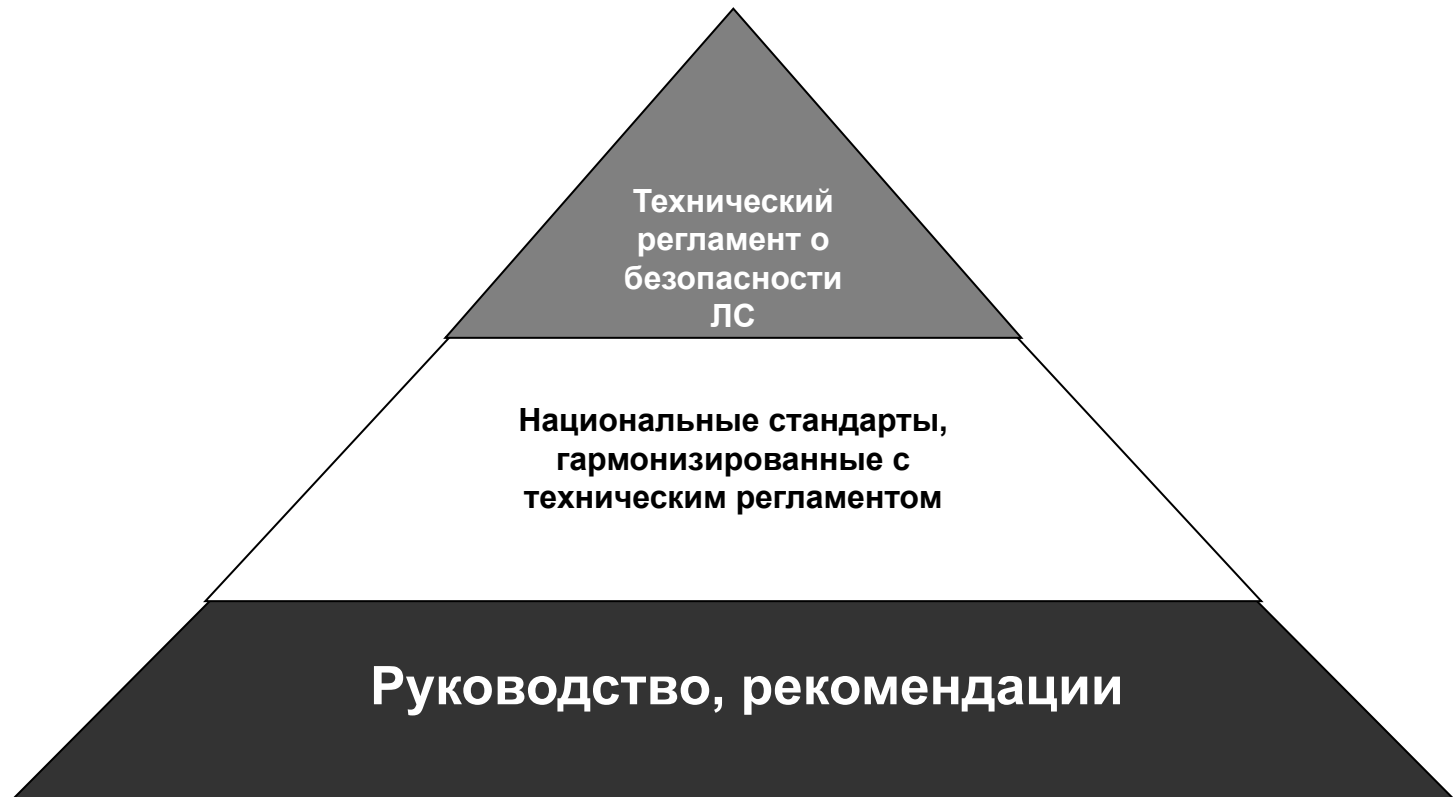 Технический
регламент о
безопасности
ЛС
Национальные стандарты,
гармонизированные с
техническим регламентом
Руководство, рекомендации